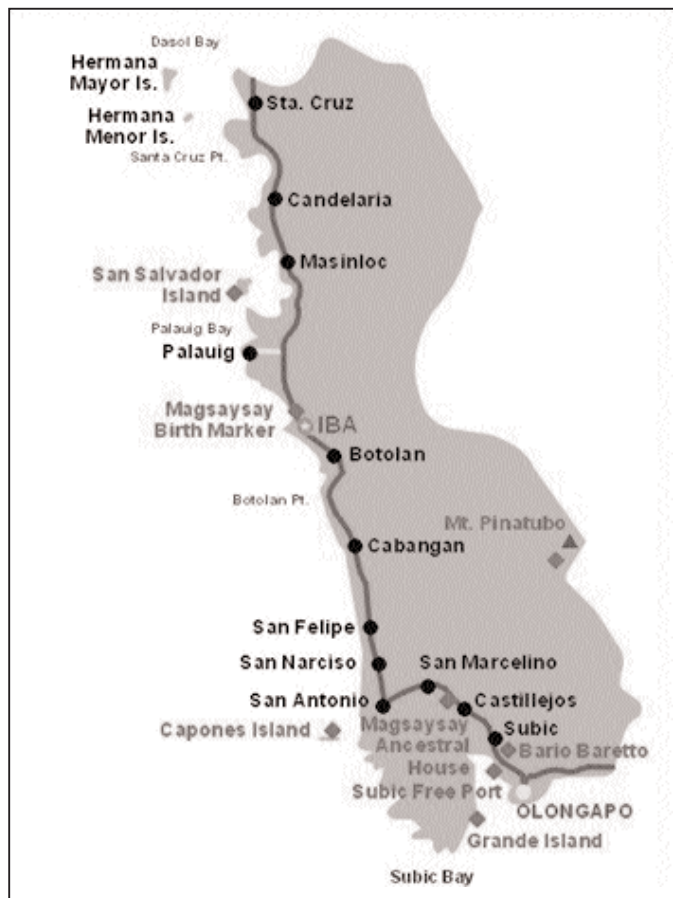 Dasol Bay
Hermana
Mayor Is.
Hermana
Menor Is.
Sta. Cruz
Santa Cruz Pt.
Candelaria
Masinloc
San Salvador
Island
Palauig Bay
Palauig
Magsaysay
Birth Marker
IBA
Botolan
Botolan Pt.
Mt. Pinatubo
Cabangan
San Felipe
San Narciso
San Marcelino
San Antonio
Castillejos
Capones Island
Magsaysay
Ancestral
House
Subic
Bario Baretto
Subic Free Port
OLONGAPO
Grande Island
Subic Bay